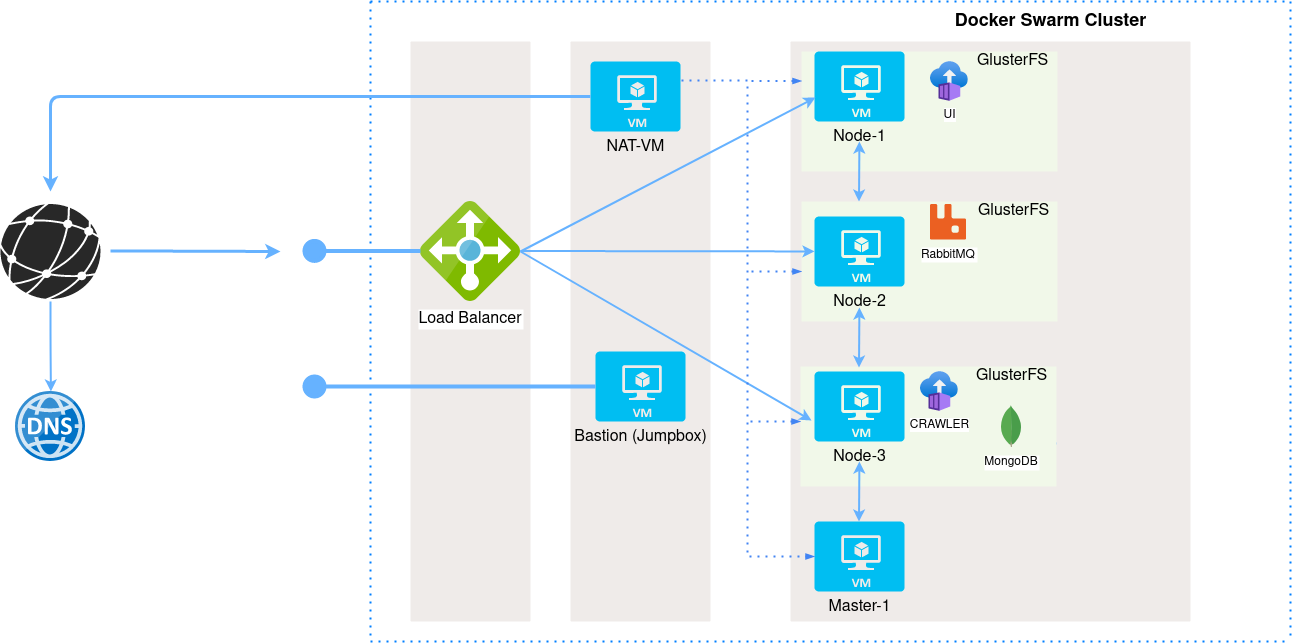 Docker Swarm Cluster
VM
NAT-VM
VM
Node-1
GlusterFS
UI
Load Balancer
VM
Node-2
GlusterFS
RabbitMQ
DNS
VM
Bastion (Jumpbox)
VM
Node-3
GlusterFS
CRAWLER
MongoDB
VM
Master-1